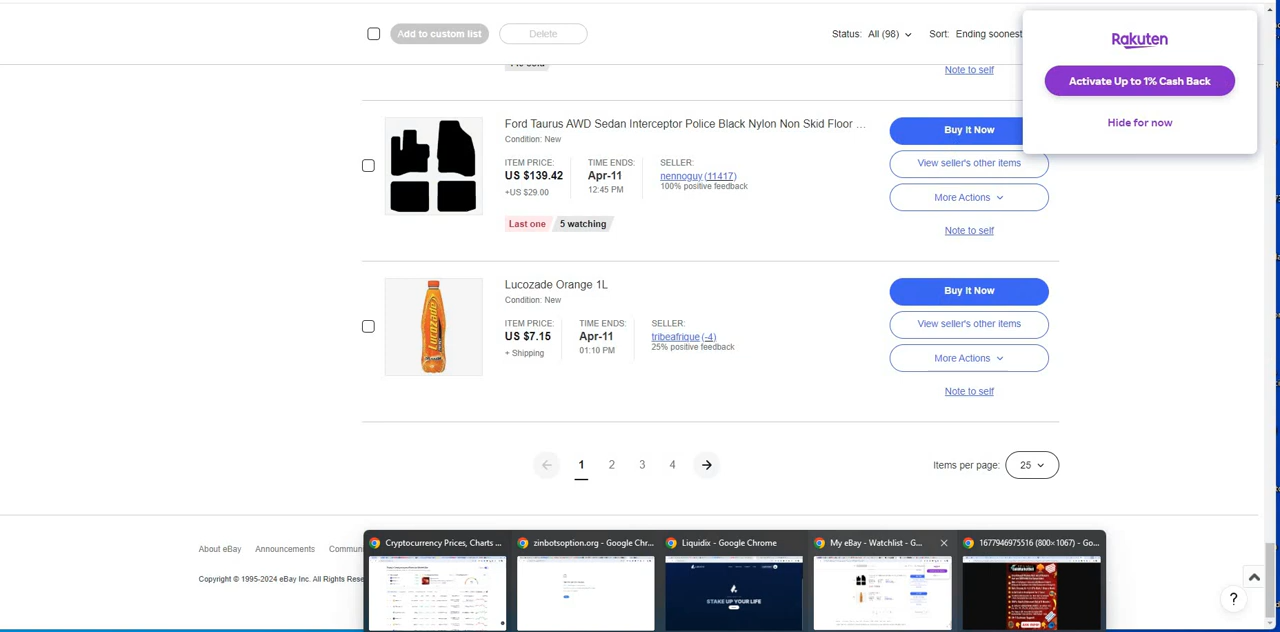 Add to custom list
Delete
Status: All (98)
Sort: Ending soonest
Rakuten
Activate Up to 1% Cash Back
Hide for now
Note to self
Ford Taurus AWD Sedan Interceptor Police Black Nylon Non Skid Floor ...
Condition: New
ITEM PRICE:
US $139.42
+US $29.00
TIME ENDS:
Apr-11
12:45 PM
SELLER:
nennoguy (11417)
100% positive feedback
Last one
5 watching
Buy It Now
View seller's other items
More Actions
Note to self
Lucozade Orange 1L
Condition: New
ITEM PRICE:
US $7.15
+ Shipping
TIME ENDS:
Apr-11
01:10 PM
SELLER:
tribeafrique (-4)
25% positive feedback
Lucozade
Buy It Now
View seller's other items
More Actions
Note to self
1 2 3 4
Items per page: 25
About eBay Announcements Commun
Copyright © 1995-2024 eBay Inc. All Rights Rese
Cryptocurrency Prices, Charts ...
zinbotsoption.org - Google Chr...
Liquidix - Google Chrome
My eBay - Watchlist - G...
1677946975516 (800×1067) - Go...
STAKE UP YOUR LIFE
?